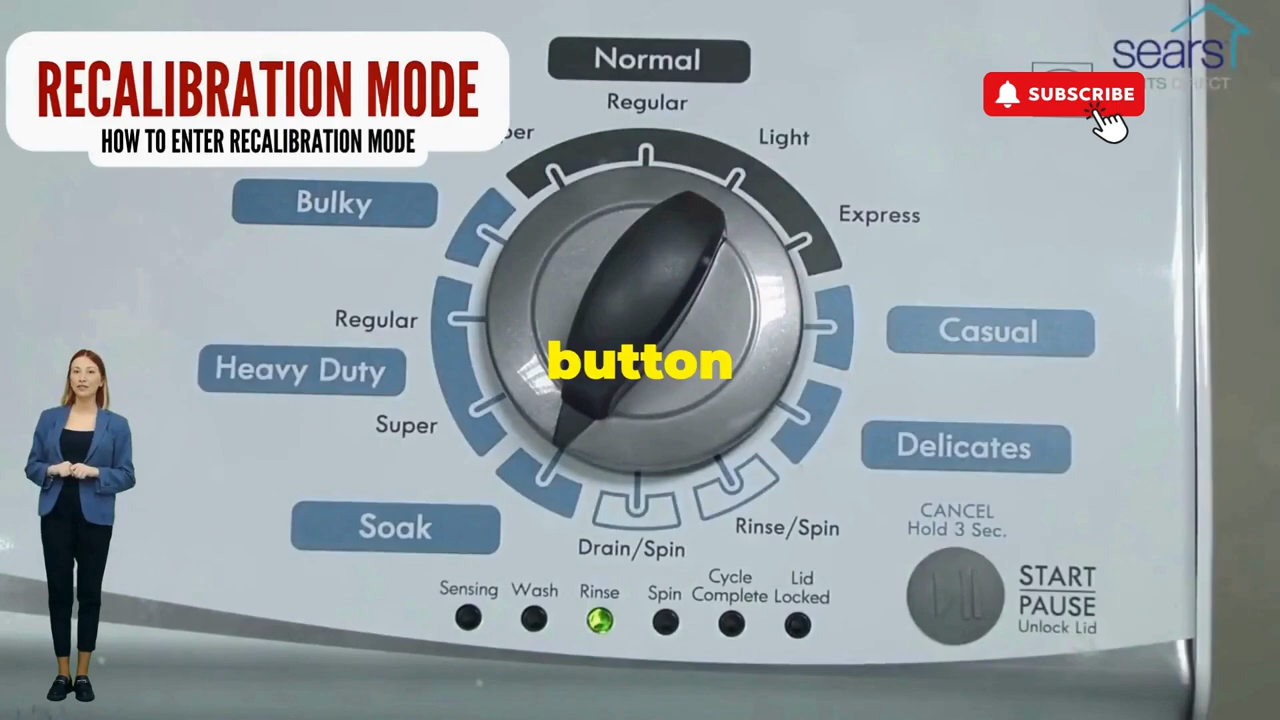 RECALIBRATION MODE
HOW TO ENTER RECALIBRATION MODE
sears
SUBSCRIBE
Normal
Regular
Light
Express
Bulky
Regular
Heavy Duty
Super
Casual
button
Delicates
Soak
Drain/Spin
Rinse/Spin
CANCEL
Hold 3 Sec.
Sensing
Wash
Rinse
Spin
Cycle
Complete
Lid
Locked
START
PAUSE
Unlock Lid